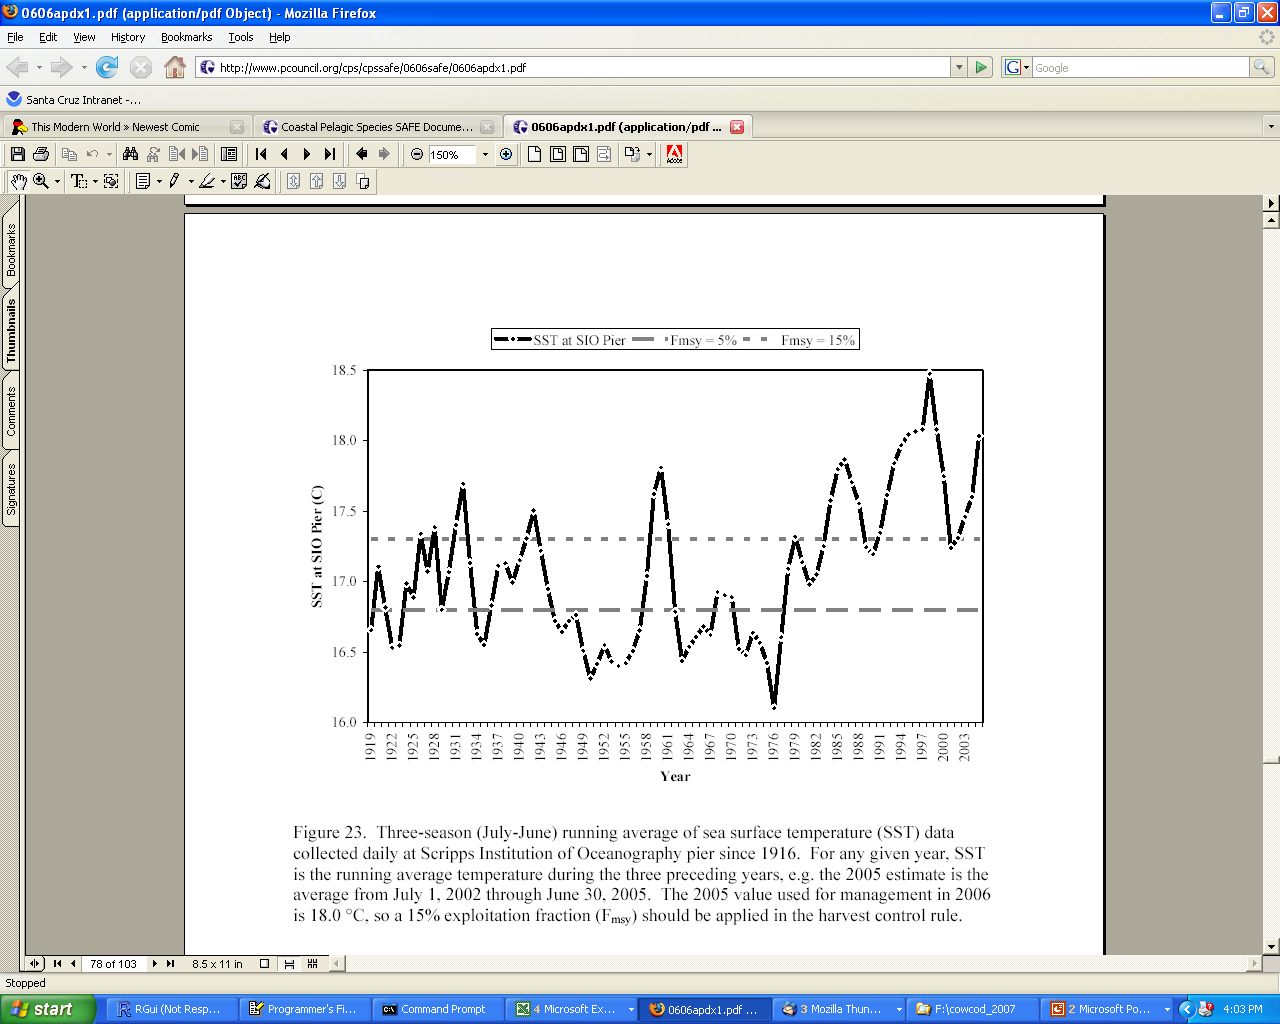 0606apdx1.pdf (application/pdf Object) - Mozilla Firefox
File Edit View History Bookmarks Tools Help
http://www.pcouncil.org/cps/cpssafe/0606safe/0606apdx1.pdf
G Google
Santa Cruz Intranet -...
This Modern World » Newest Comic
Coastal Pelagic Species SAFE Docume...
0606apdx1.pdf (application/pdf ...
150%
Adobe
Bookmarks
Thumbnails
Comments
Signatures
SST at SIO Pier Fmsy = 5% Fmsy = 15%
18.5
18.0
17.5
17.0
16.5
16.0
SST at SIO Pier (C)
1919 1922 1925 1928 1931 1934 1937 1940 1943 1946 1949 1952 1955 1958 1961 1964 1967 1970 1973 1976 1979 1982 1985 1988 1991 1994 1997 2000 2003
Year
Figure 23. Three-season (July-June) running average of sea surface temperature (SST) data
collected daily at Scripps Institution of Oceanography pier since 1916. For any given year, SST
is the running average temperature during the three preceding years, e.g. the 2005 estimate is the
average from July 1, 2002 through June 30, 2005. The 2005 value used for management in 2006
is 18.0 °C, so a 15% exploitation fraction (Fmsy) should be applied in the harvest control rule.
78 of 103
8.5 x 11 in
Stopped
start
RGui (Not Resp...
Programmer's Fi...
Command Prompt
4 Microsoft Ex...
0606apdx1.pdf ...
3 Mozilla Thun...
F:\cowcod_2007
2 Microsoft Po...
4:03 PM